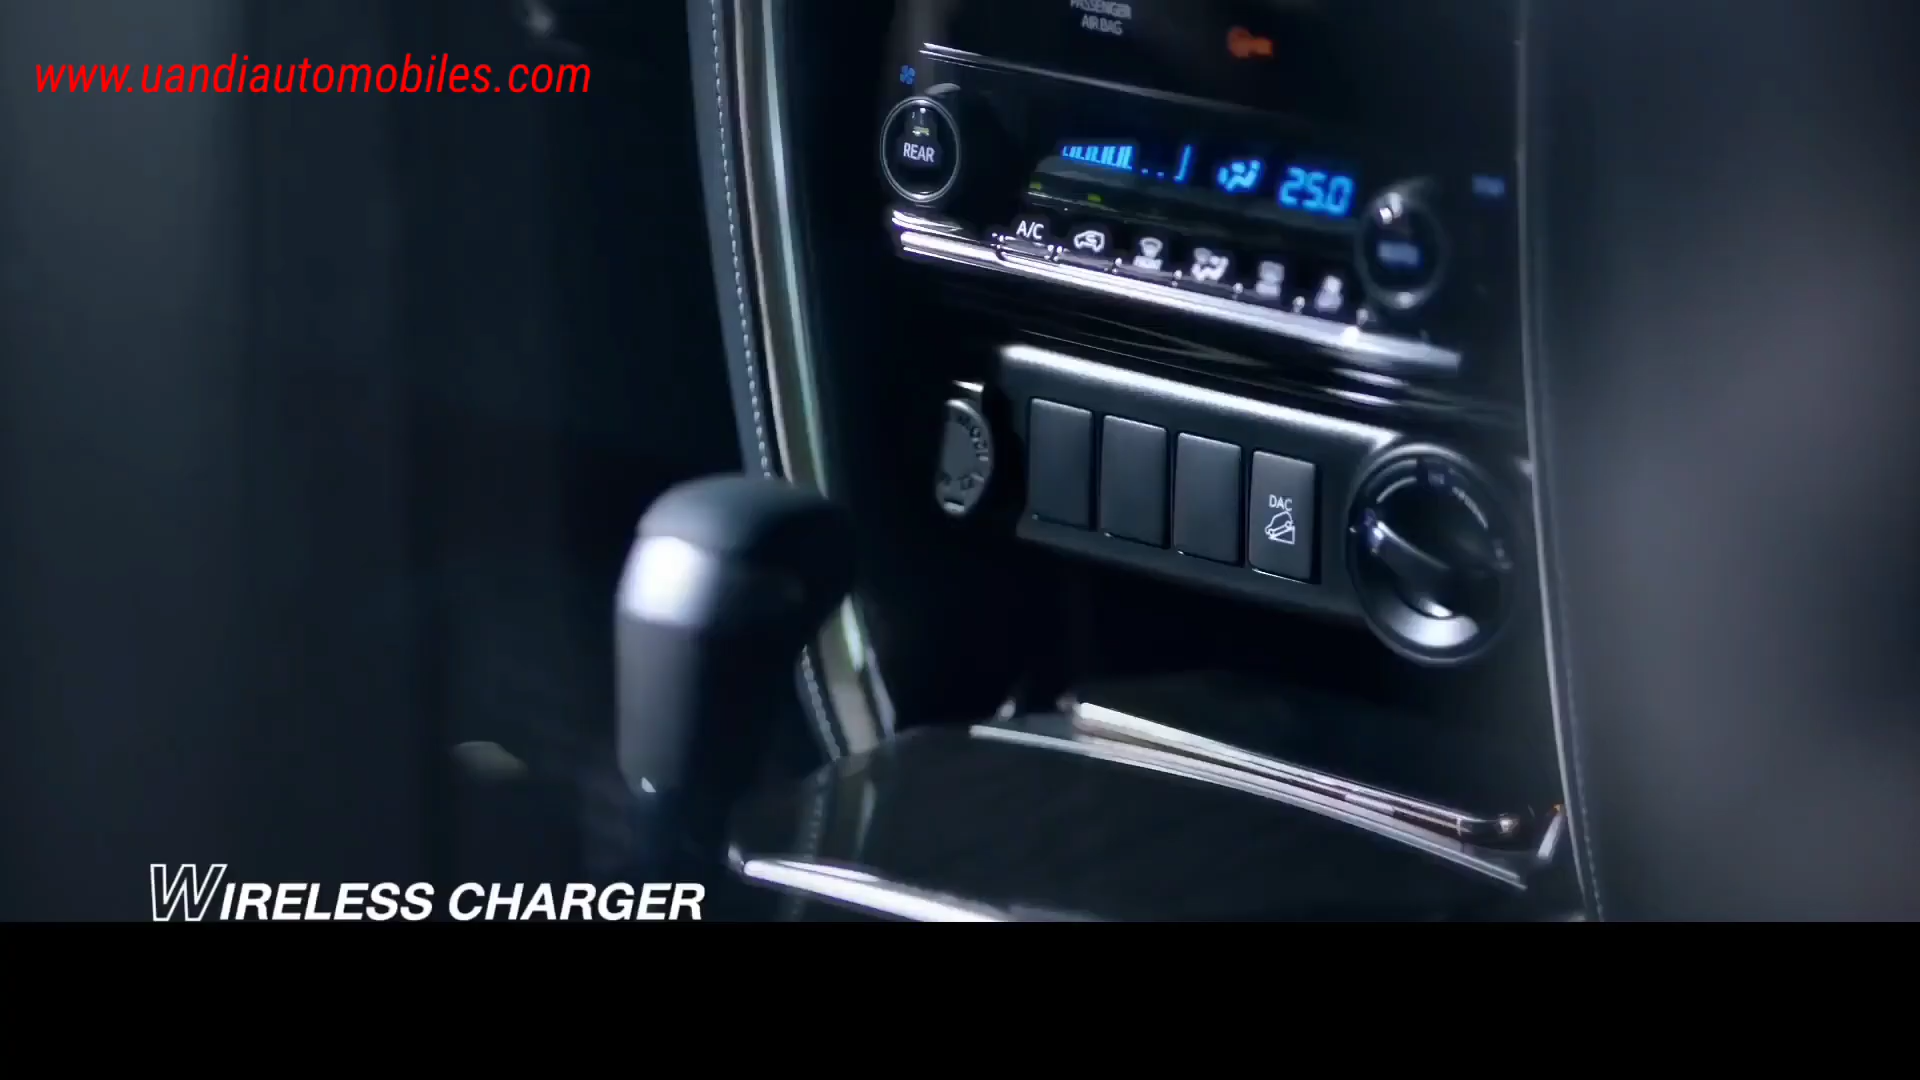 www.uandiautomobiles.com
PASSENGER
AIR BAG
REAR
25.0
A/C
DAC
WIRELESS CHARGER